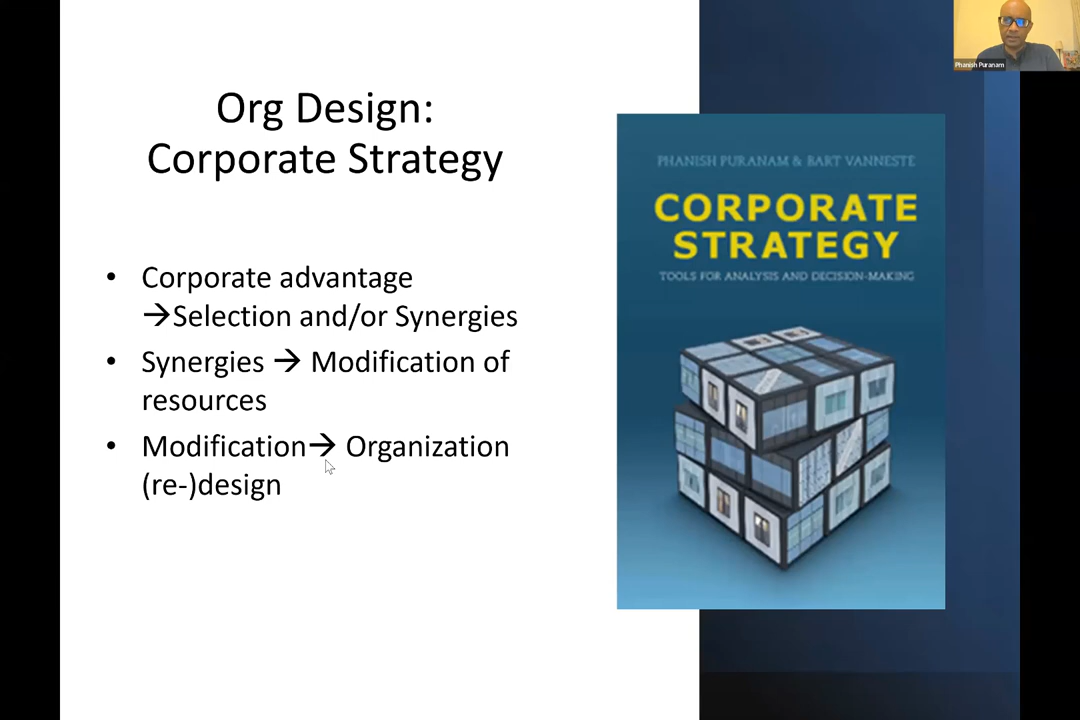 Org Design:
Corporate Strategy
• Corporate advantage
→Selection and/or Synergies
• Synergies → Modification of
resources
• Modification→ Organization
(re-)design
PHANISH PURANAM & BART VANNESTE
CORPORATE
STRATEGY
TOOLS FOR ANALYSIS AND DECISION-MAKING
Phanish Puranam